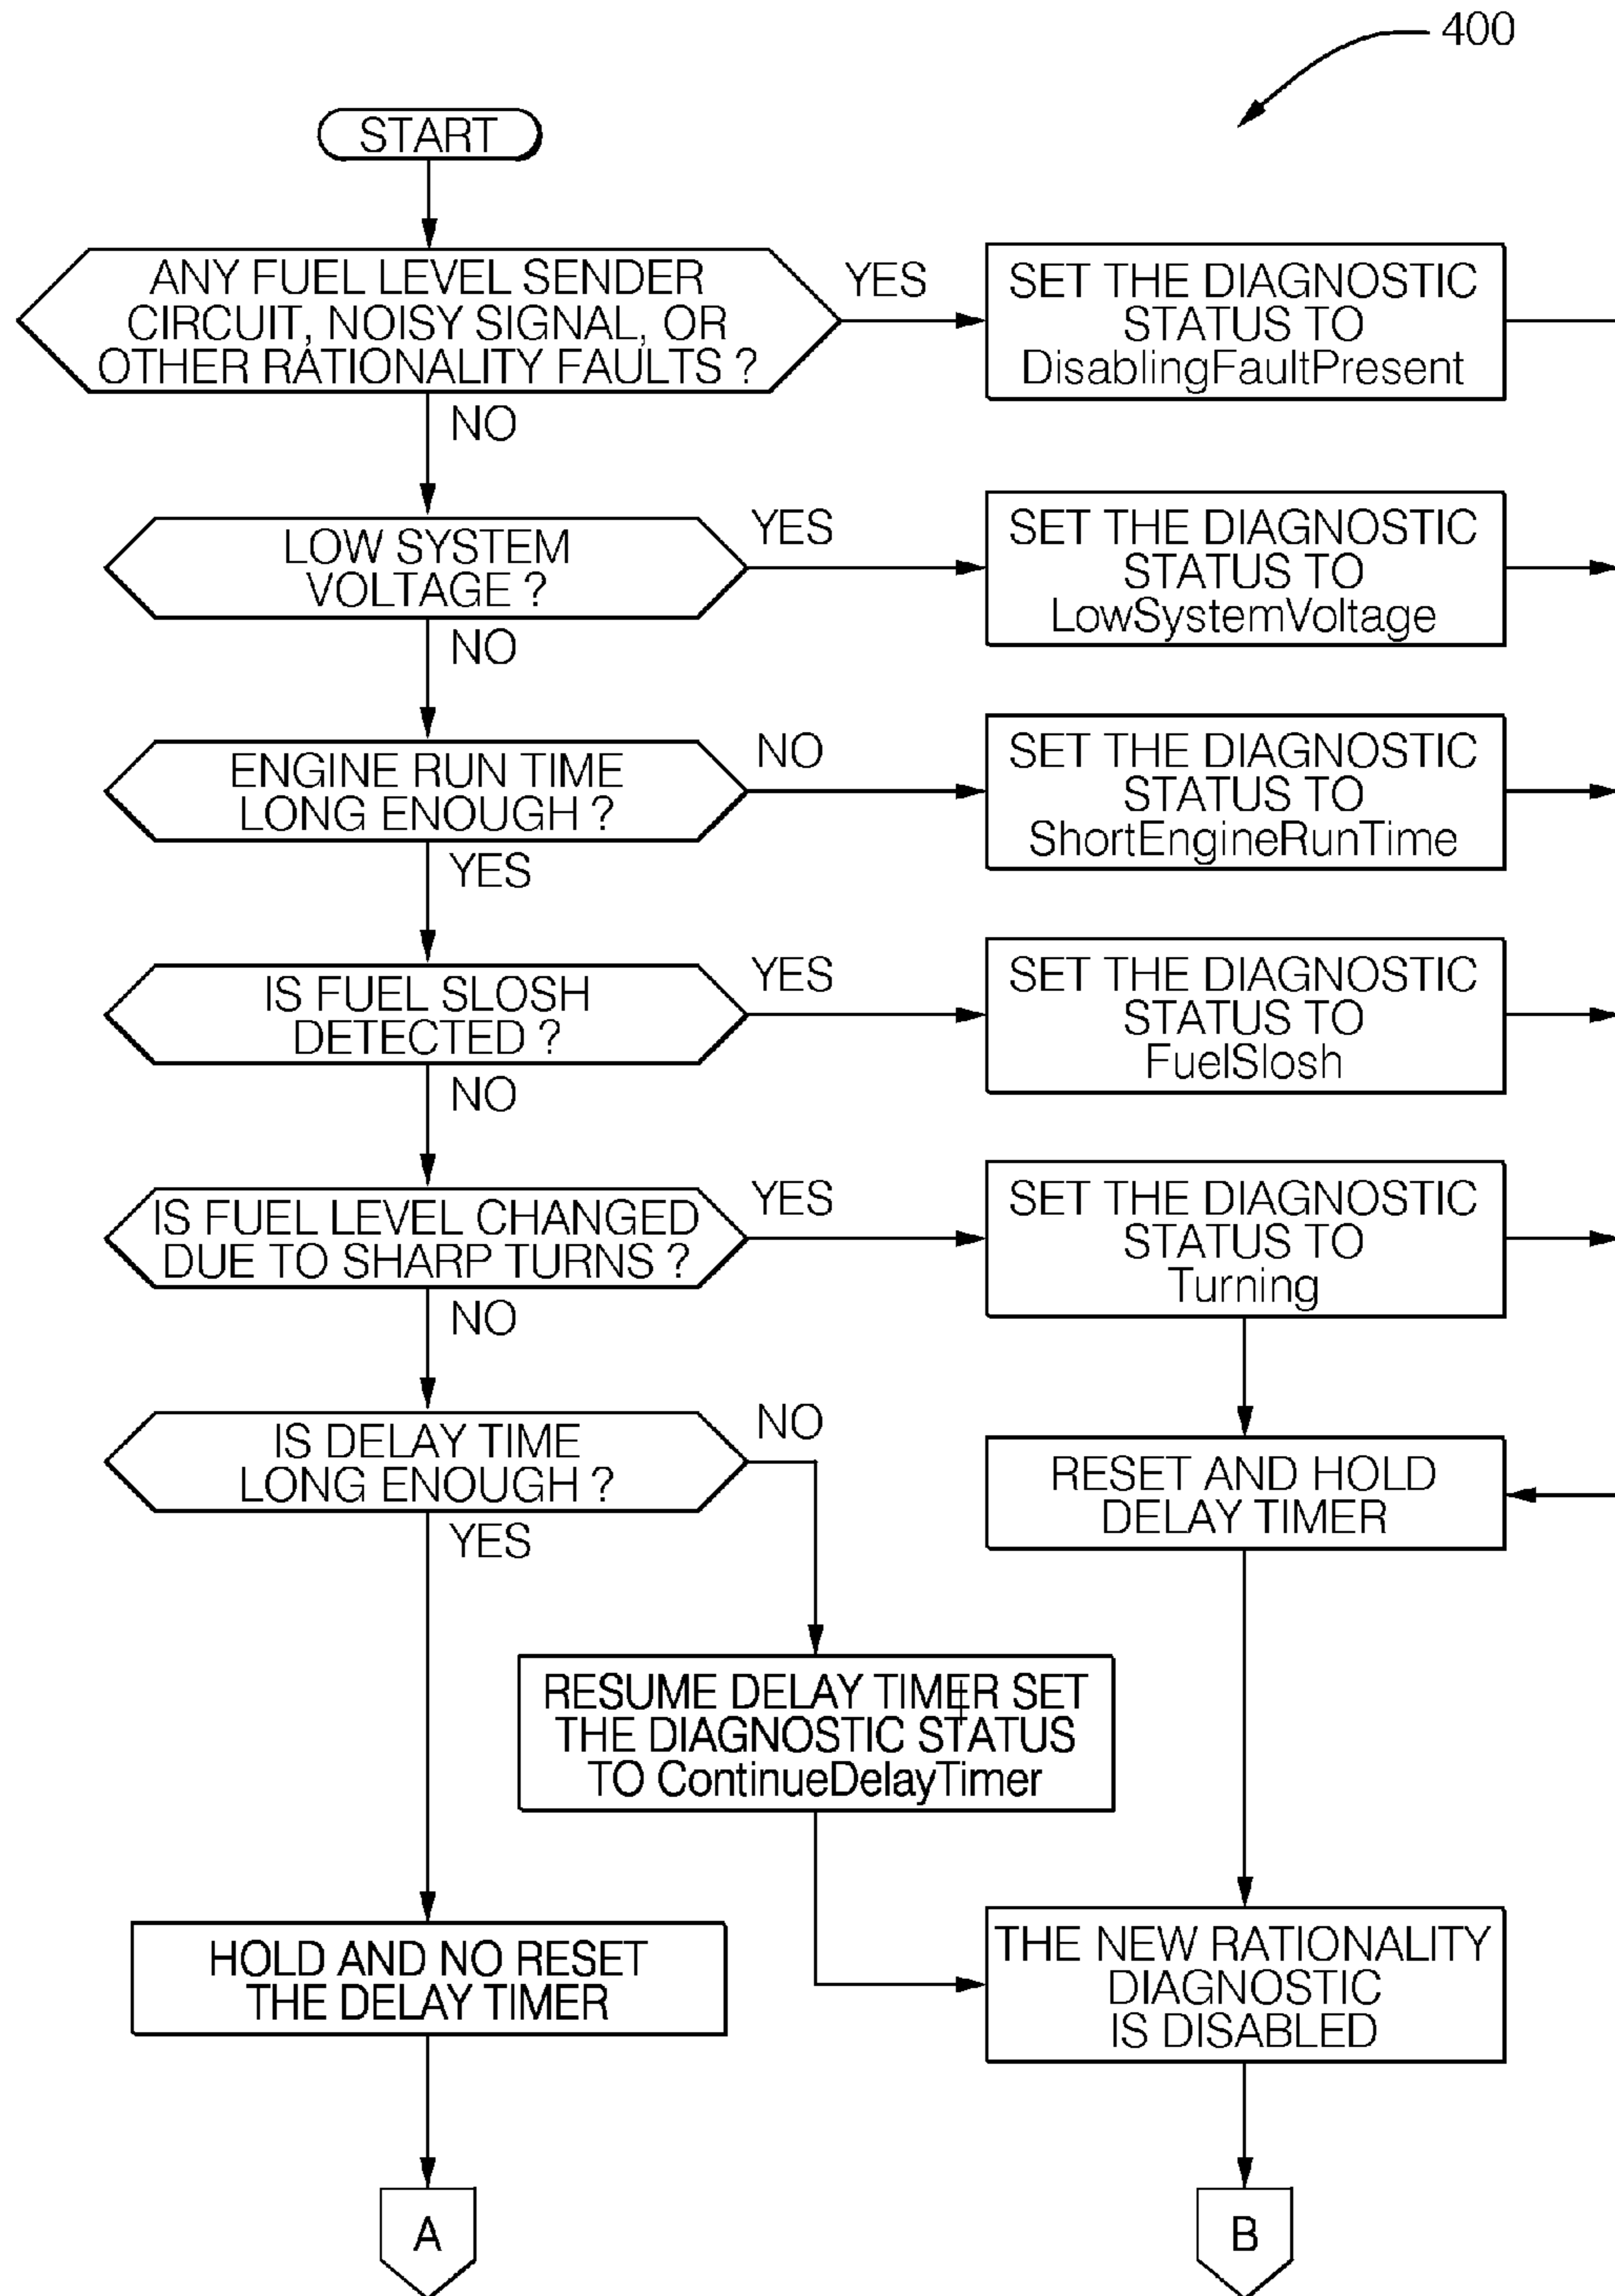 400
START
ANY FUEL LEVEL SENDER
CIRCUIT, NOISY SIGNAL, OR
OTHER RATIONALITY FAULTS ?
YES
SET THE DIAGNOSTIC
STATUS TO
DisablingFaultPresent
NO
LOW SYSTEM
VOLTAGE ?
YES
SET THE DIAGNOSTIC
STATUS TO
LowSystemVoltage
NO
ENGINE RUN TIME
LONG ENOUGH ?
NO
SET THE DIAGNOSTIC
STATUS TO
ShortEngineRunTime
YES
IS FUEL SLOSH
DETECTED ?
YES
SET THE DIAGNOSTIC
STATUS TO
FuelSlosh
NO
IS FUEL LEVEL CHANGED
DUE TO SHARP TURNS ?
YES
SET THE DIAGNOSTIC
STATUS TO
Turning
NO
IS DELAY TIME
LONG ENOUGH ?
NO
RESET AND HOLD
DELAY TIMER
YES
RESUME DELAY TIMER SET
THE DIAGNOSTIC STATUS
TO ContinueDelayTimer
HOLD AND NO RESET
THE DELAY TIMER
THE NEW RATIONALITY
DIAGNOSTIC
IS DISABLED
A
B